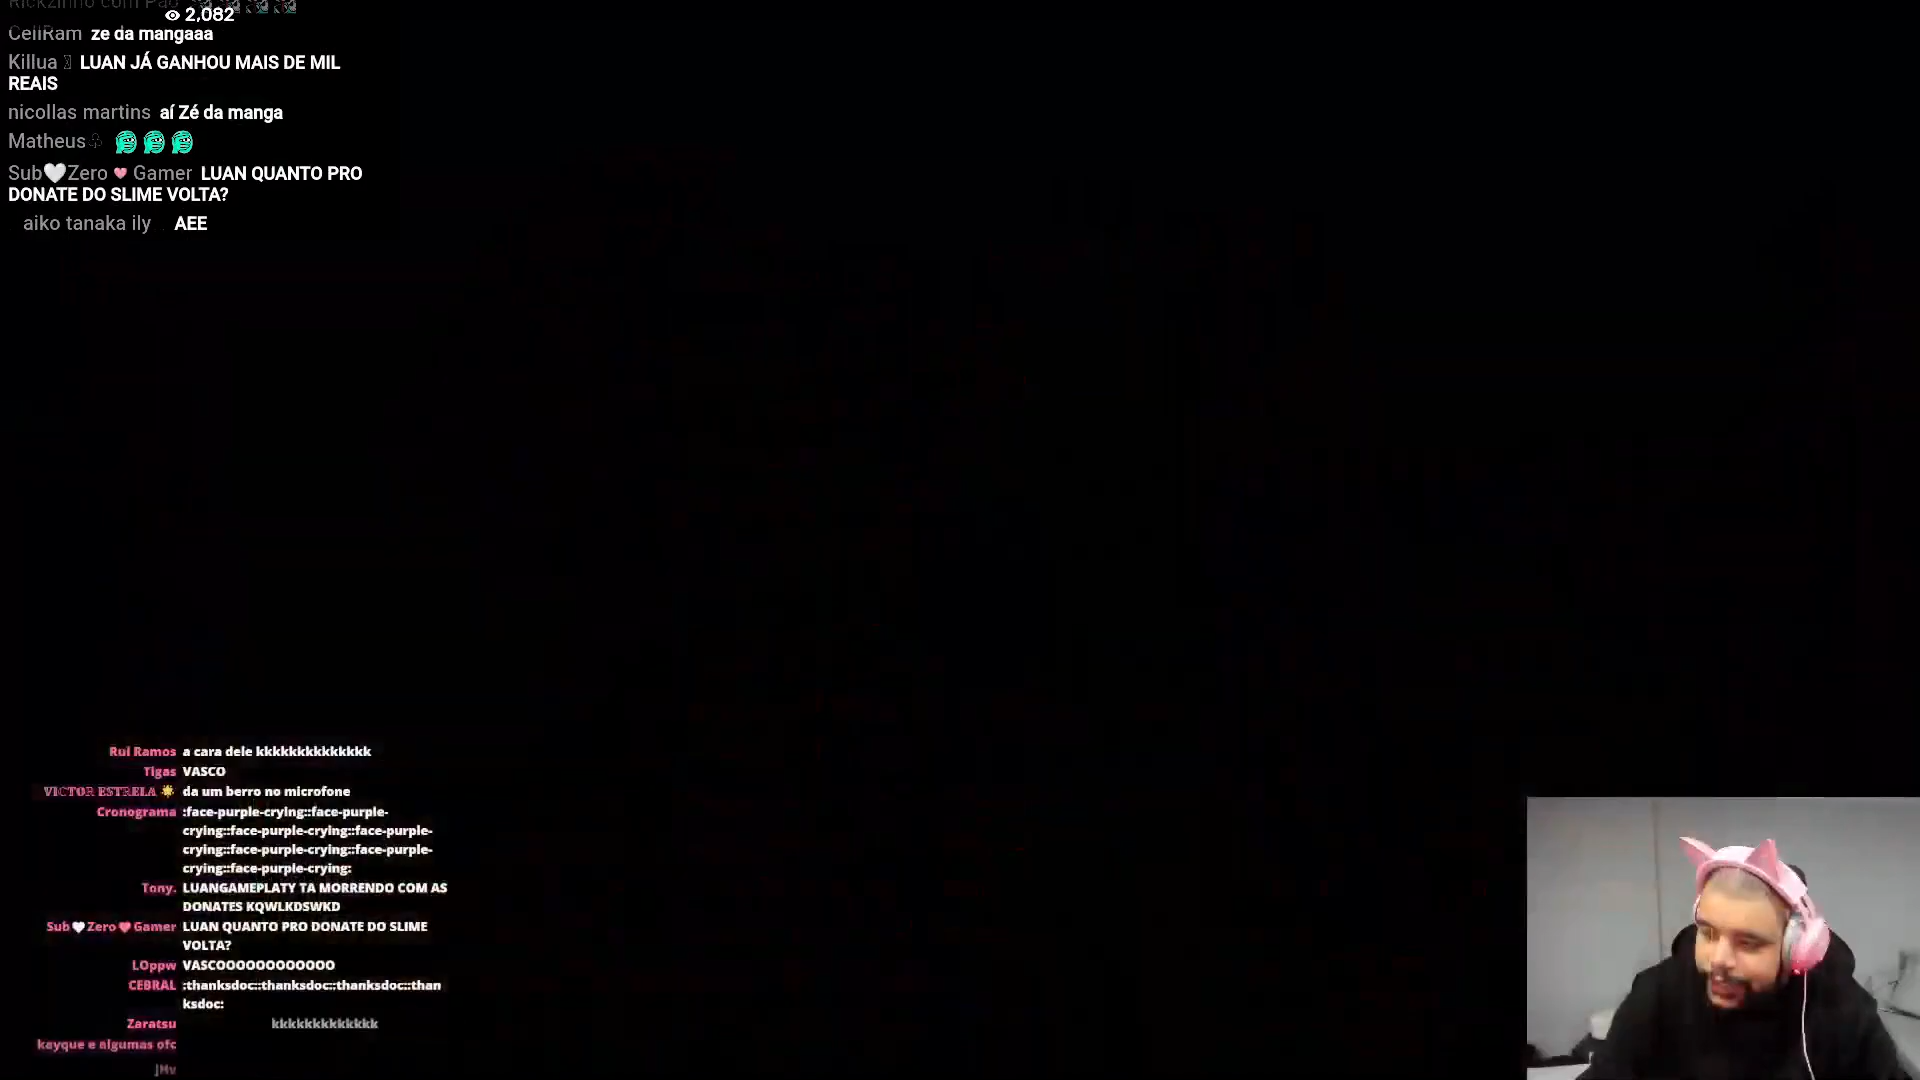 Rickzinho com Pão
2,082
CellRam ze da mangaaa
Killua LUAN JÁ GANHOU MAIS DE MIL
REAIS
nicollas martins aí Zé da manga
Matheus
Sub🤍Zero ♥ Gamer LUAN QUANTO PRO
DONATE DO SLIME VOLTA?
aiko tanaka ily AEE
Rui Ramos a cara dele kkkkkkkkkkkkkk
Tigas VASCO
VICTOR ESTRELA 🌟 da um berro no microfone
Cronograma :face-purple-crying::face-purple-
crying::face-purple-crying::face-purple-
crying::face-purple-crying::face-purple-
crying::face-purple-crying:
Tony. LUANGAMEPLATY TA MORRENDO COM AS
DONATES KQWLKDSWKD
Sub🤍Zero♥Gamer LUAN QUANTO PRO DONATE DO SLIME
VOLTA?
LOppw VASCOOOOOOOOOOOO
CEBRAL :thanksdoc::thanksdoc::thanksdoc::than
ksdoc:
Zaratsu kkkkkkkkkkkkk
kayque e algumas ofc
JMv